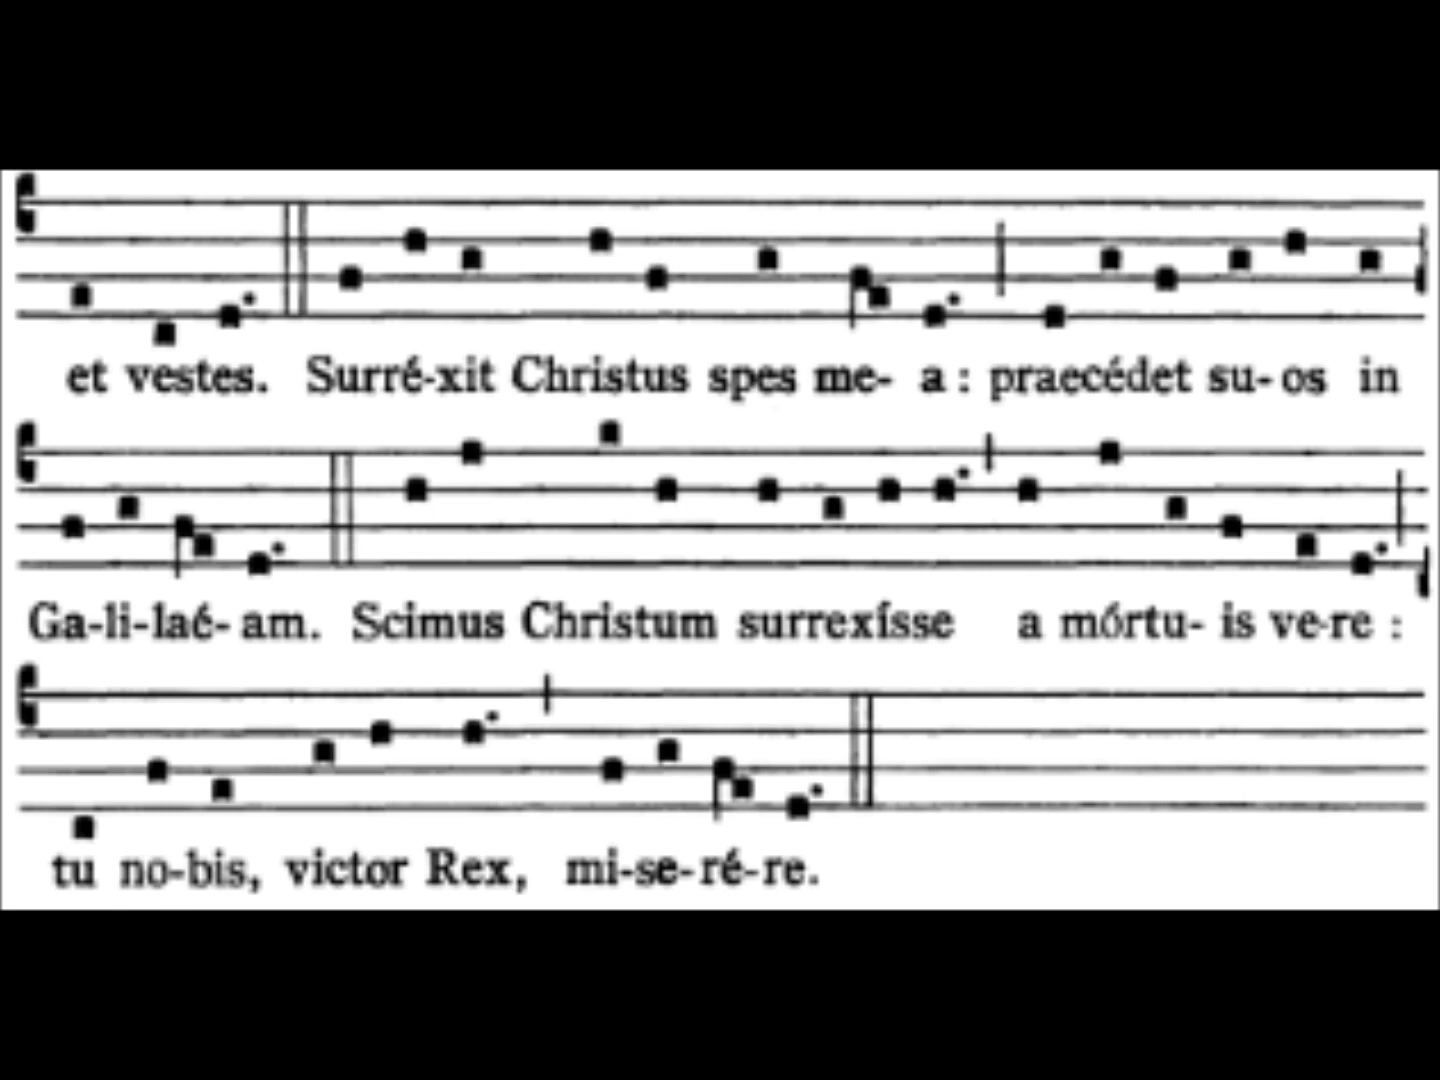 et vestes. Surré-xit Christus spes me- a : praecédet su- os in
Ga-li-laé- am. Scimus Christum surrexísse a mórtu- is ve-re :
tu no-bis, victor Rex, mi-se-ré-re.